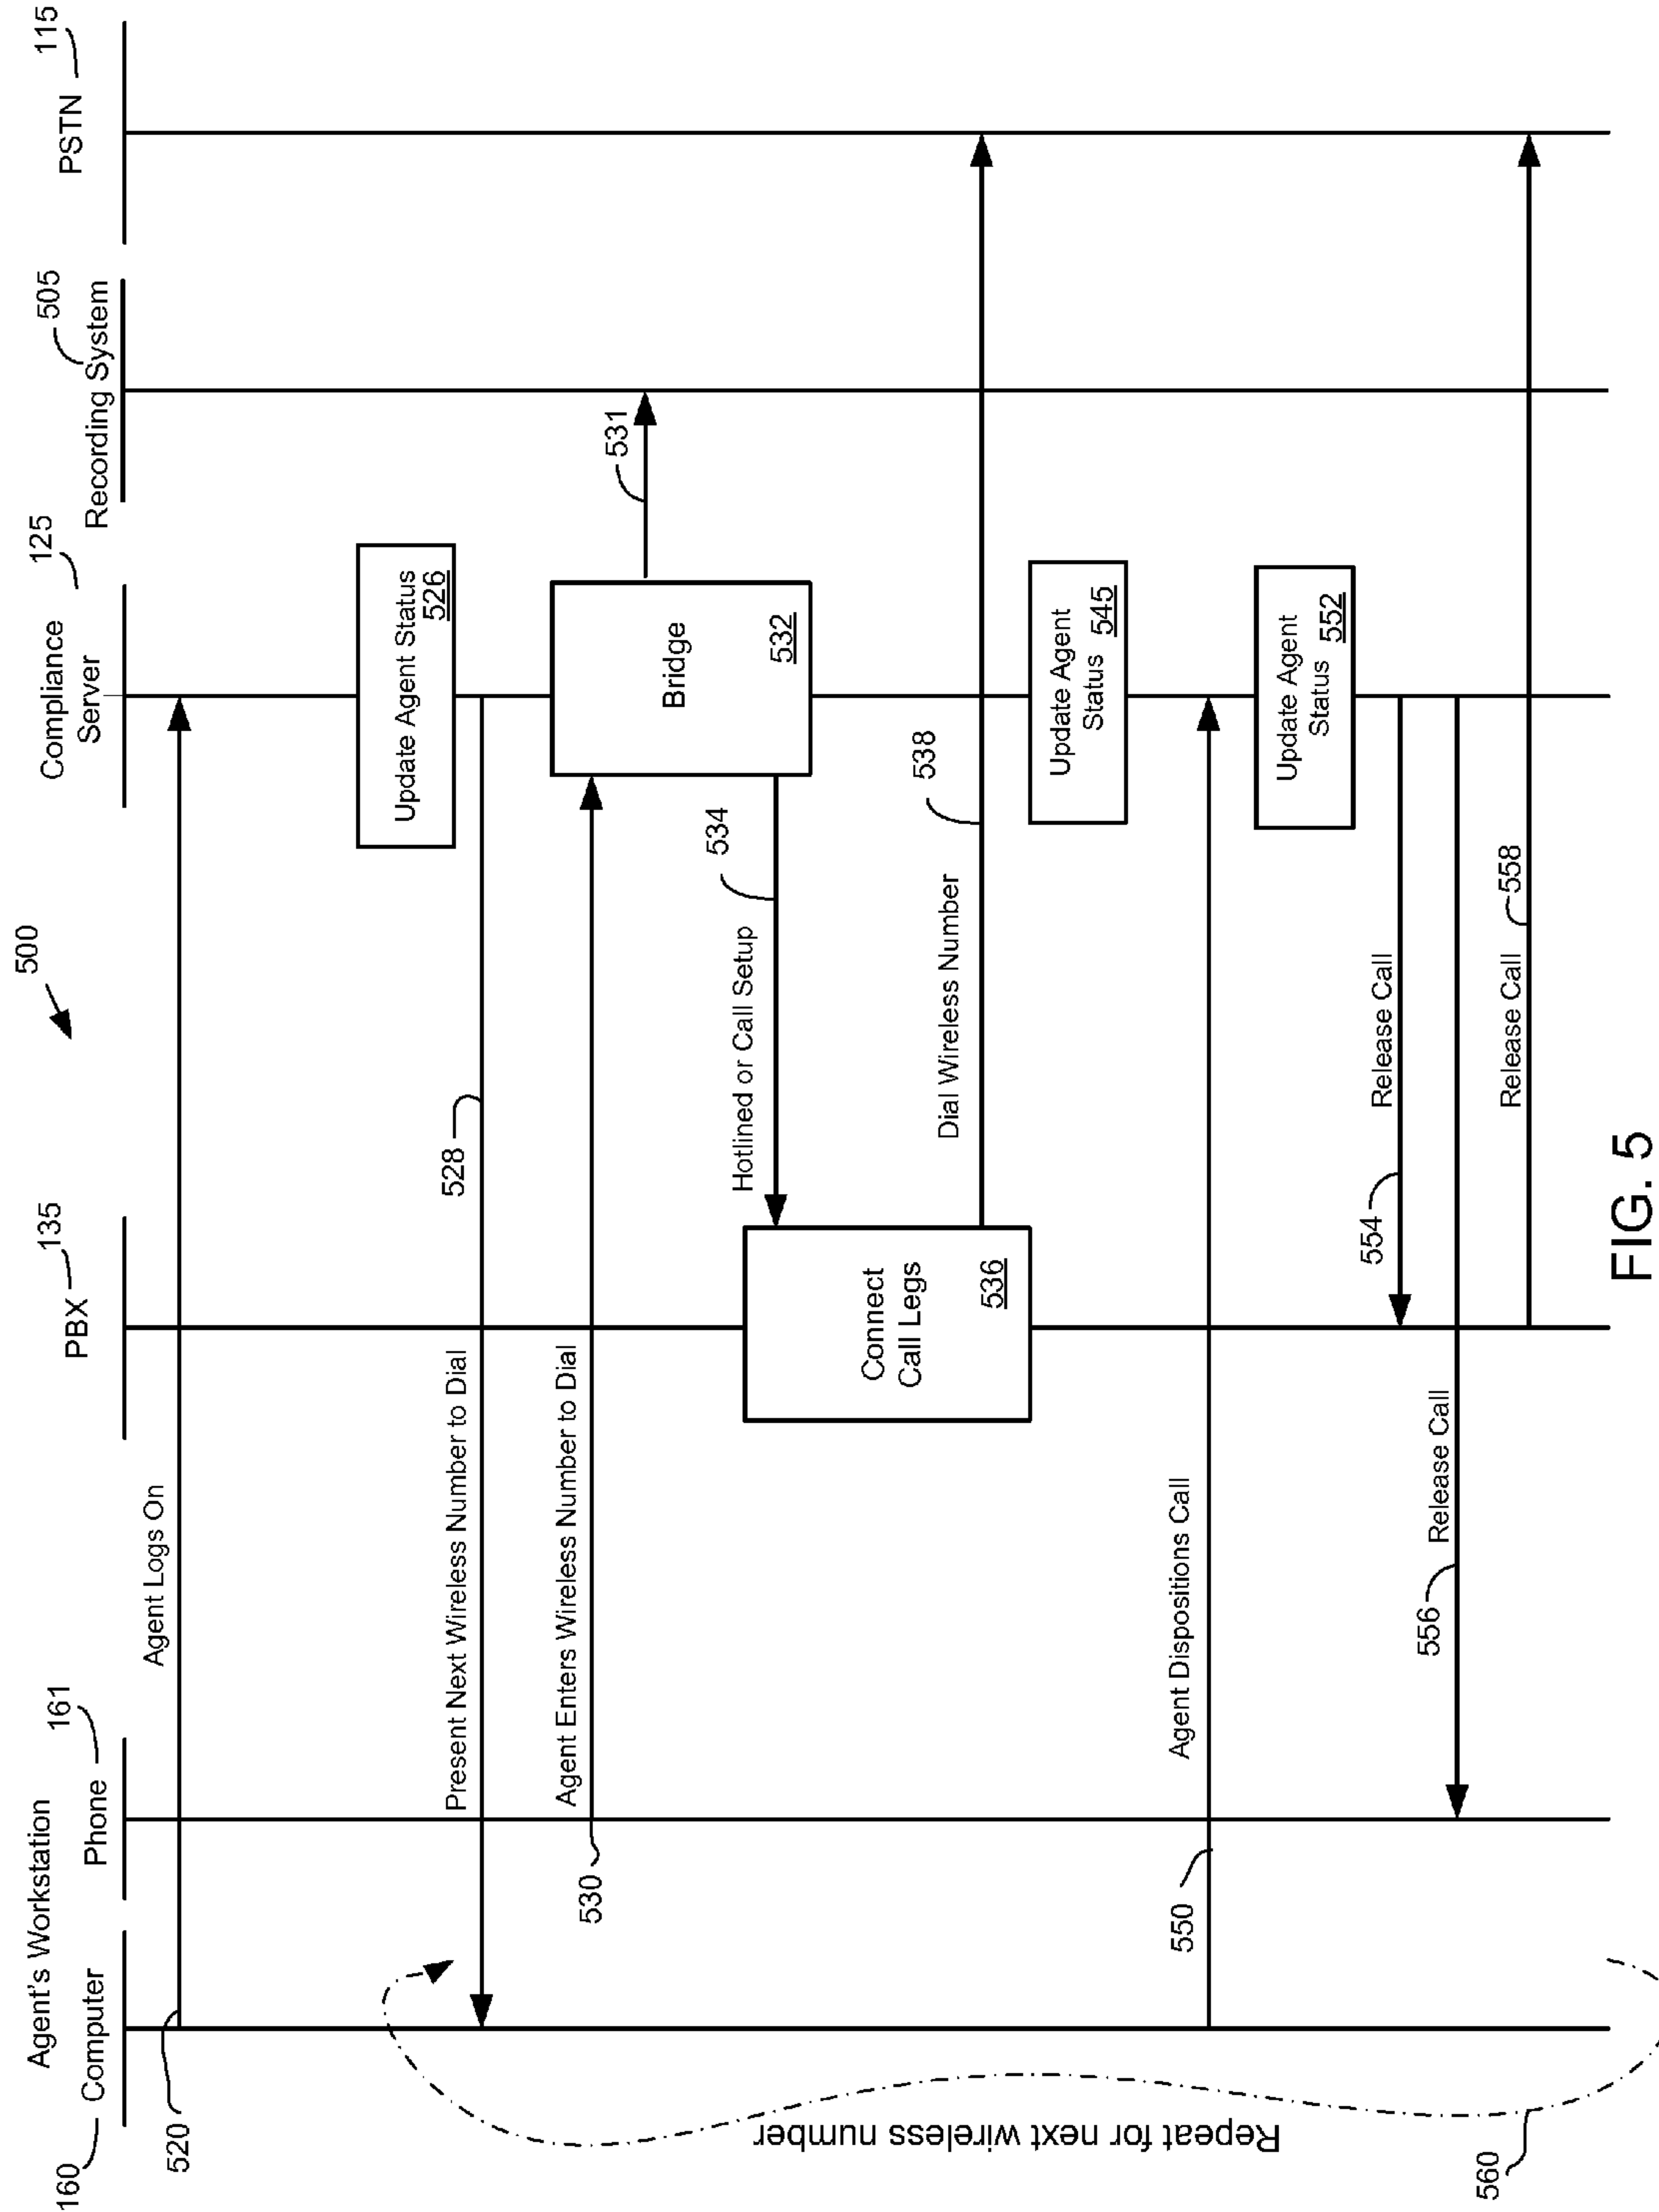 500
Agent's Workstation
160
Computer
Phone
161
PBX
135
Compliance
Server
125
Recording System
505
PSTN
115
Agent Logs On
520
Update Agent Status
526
Present Next Wireless Number to Dial
528
Agent Enters Wireless Number to Dial
530
531
Bridge
532
Hotlined or Call Setup
534
Connect
Call Legs
536
Dial Wireless Number
538
Update Agent
Status 545
Agent Dispositions Call
550
Update Agent
Status 552
Release Call
554
Release Call
556
Release Call
558
Repeat for next wireless number
560
FIG. 5